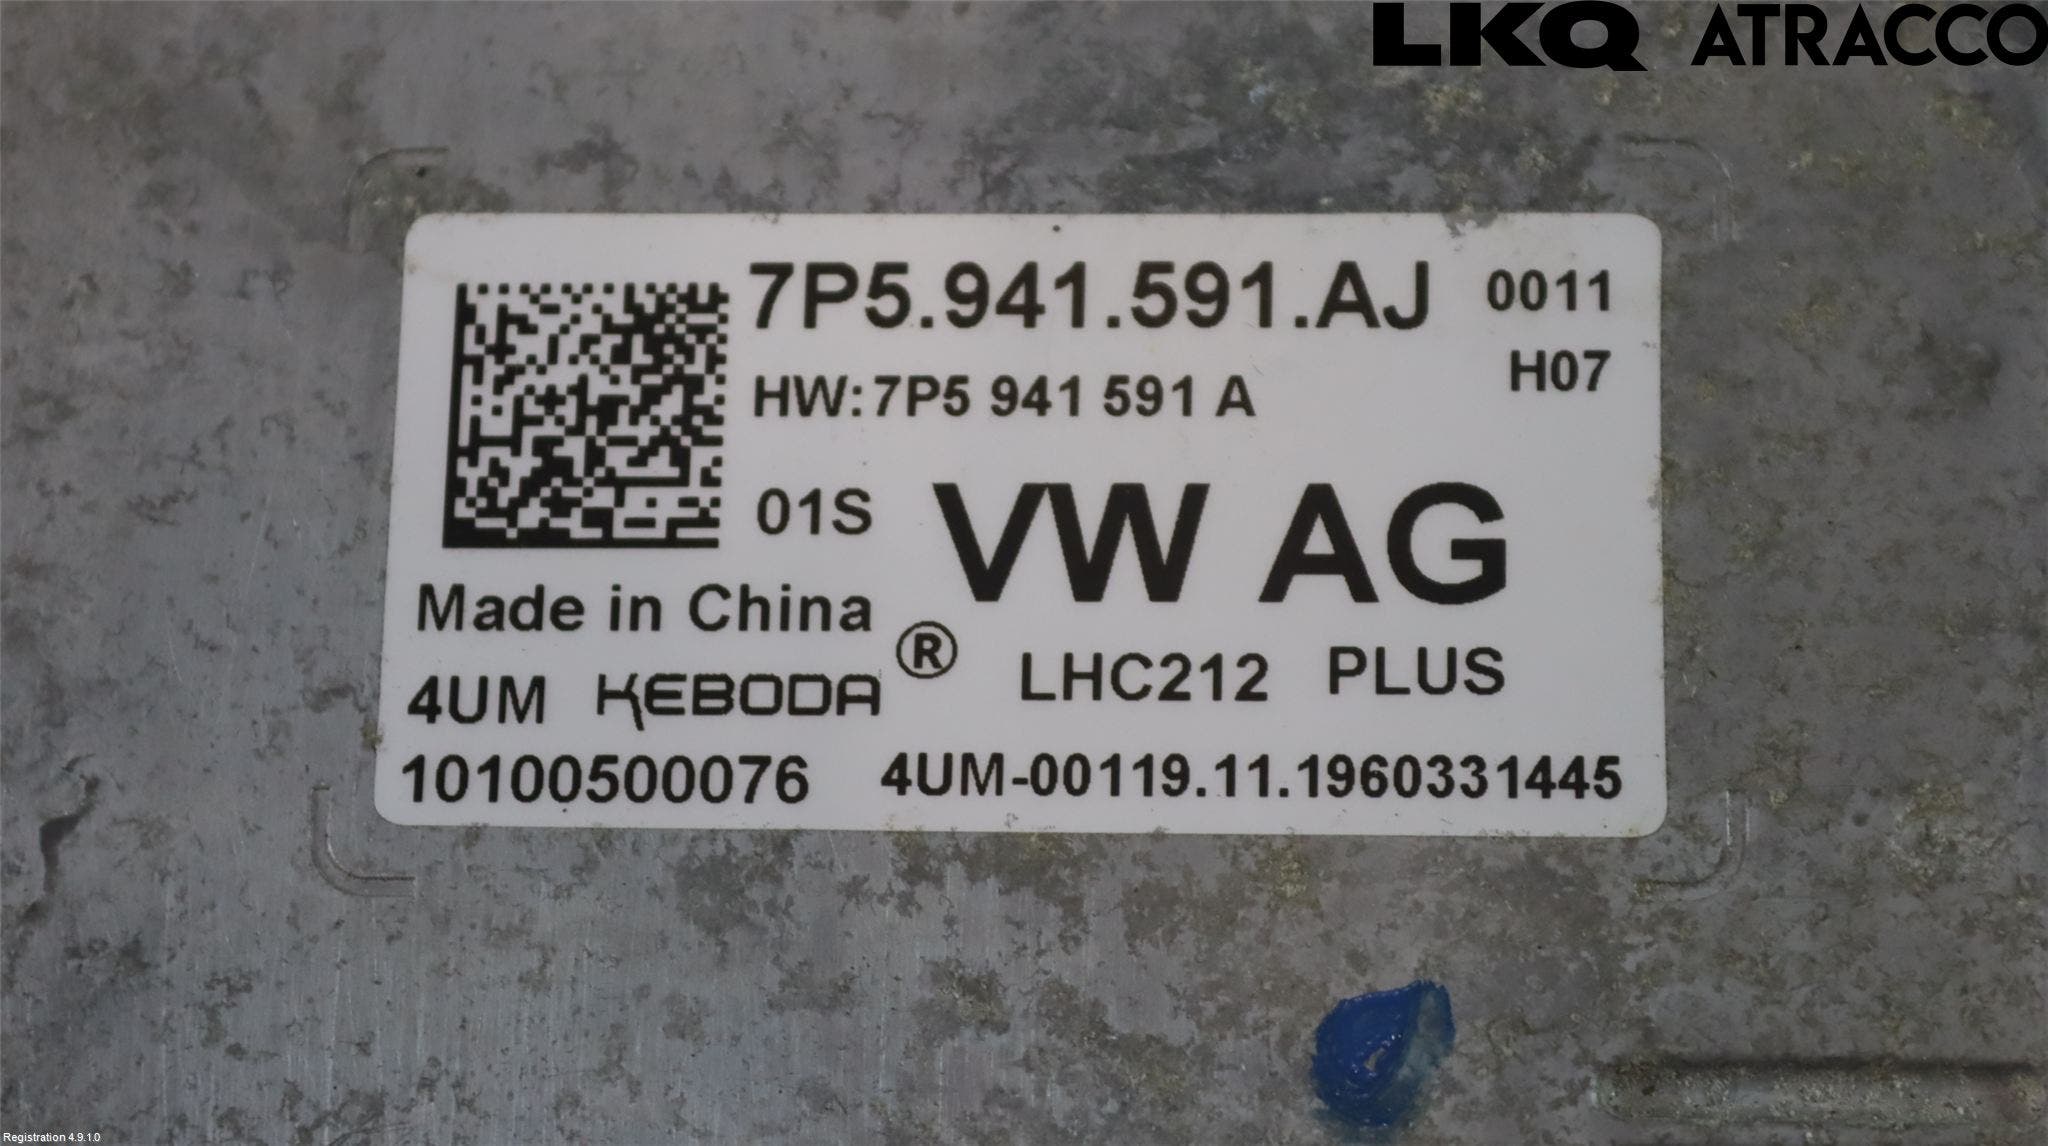 LKQ ATRACCO
7P5.941.591.AJ 0011
HW:7P5 941 591 A H07
01S VW AG
Made in China
4UM KEBODA® LHC212 PLUS
10100500076 4UM-00119.11.1960331445
Registration 4.9.1.0